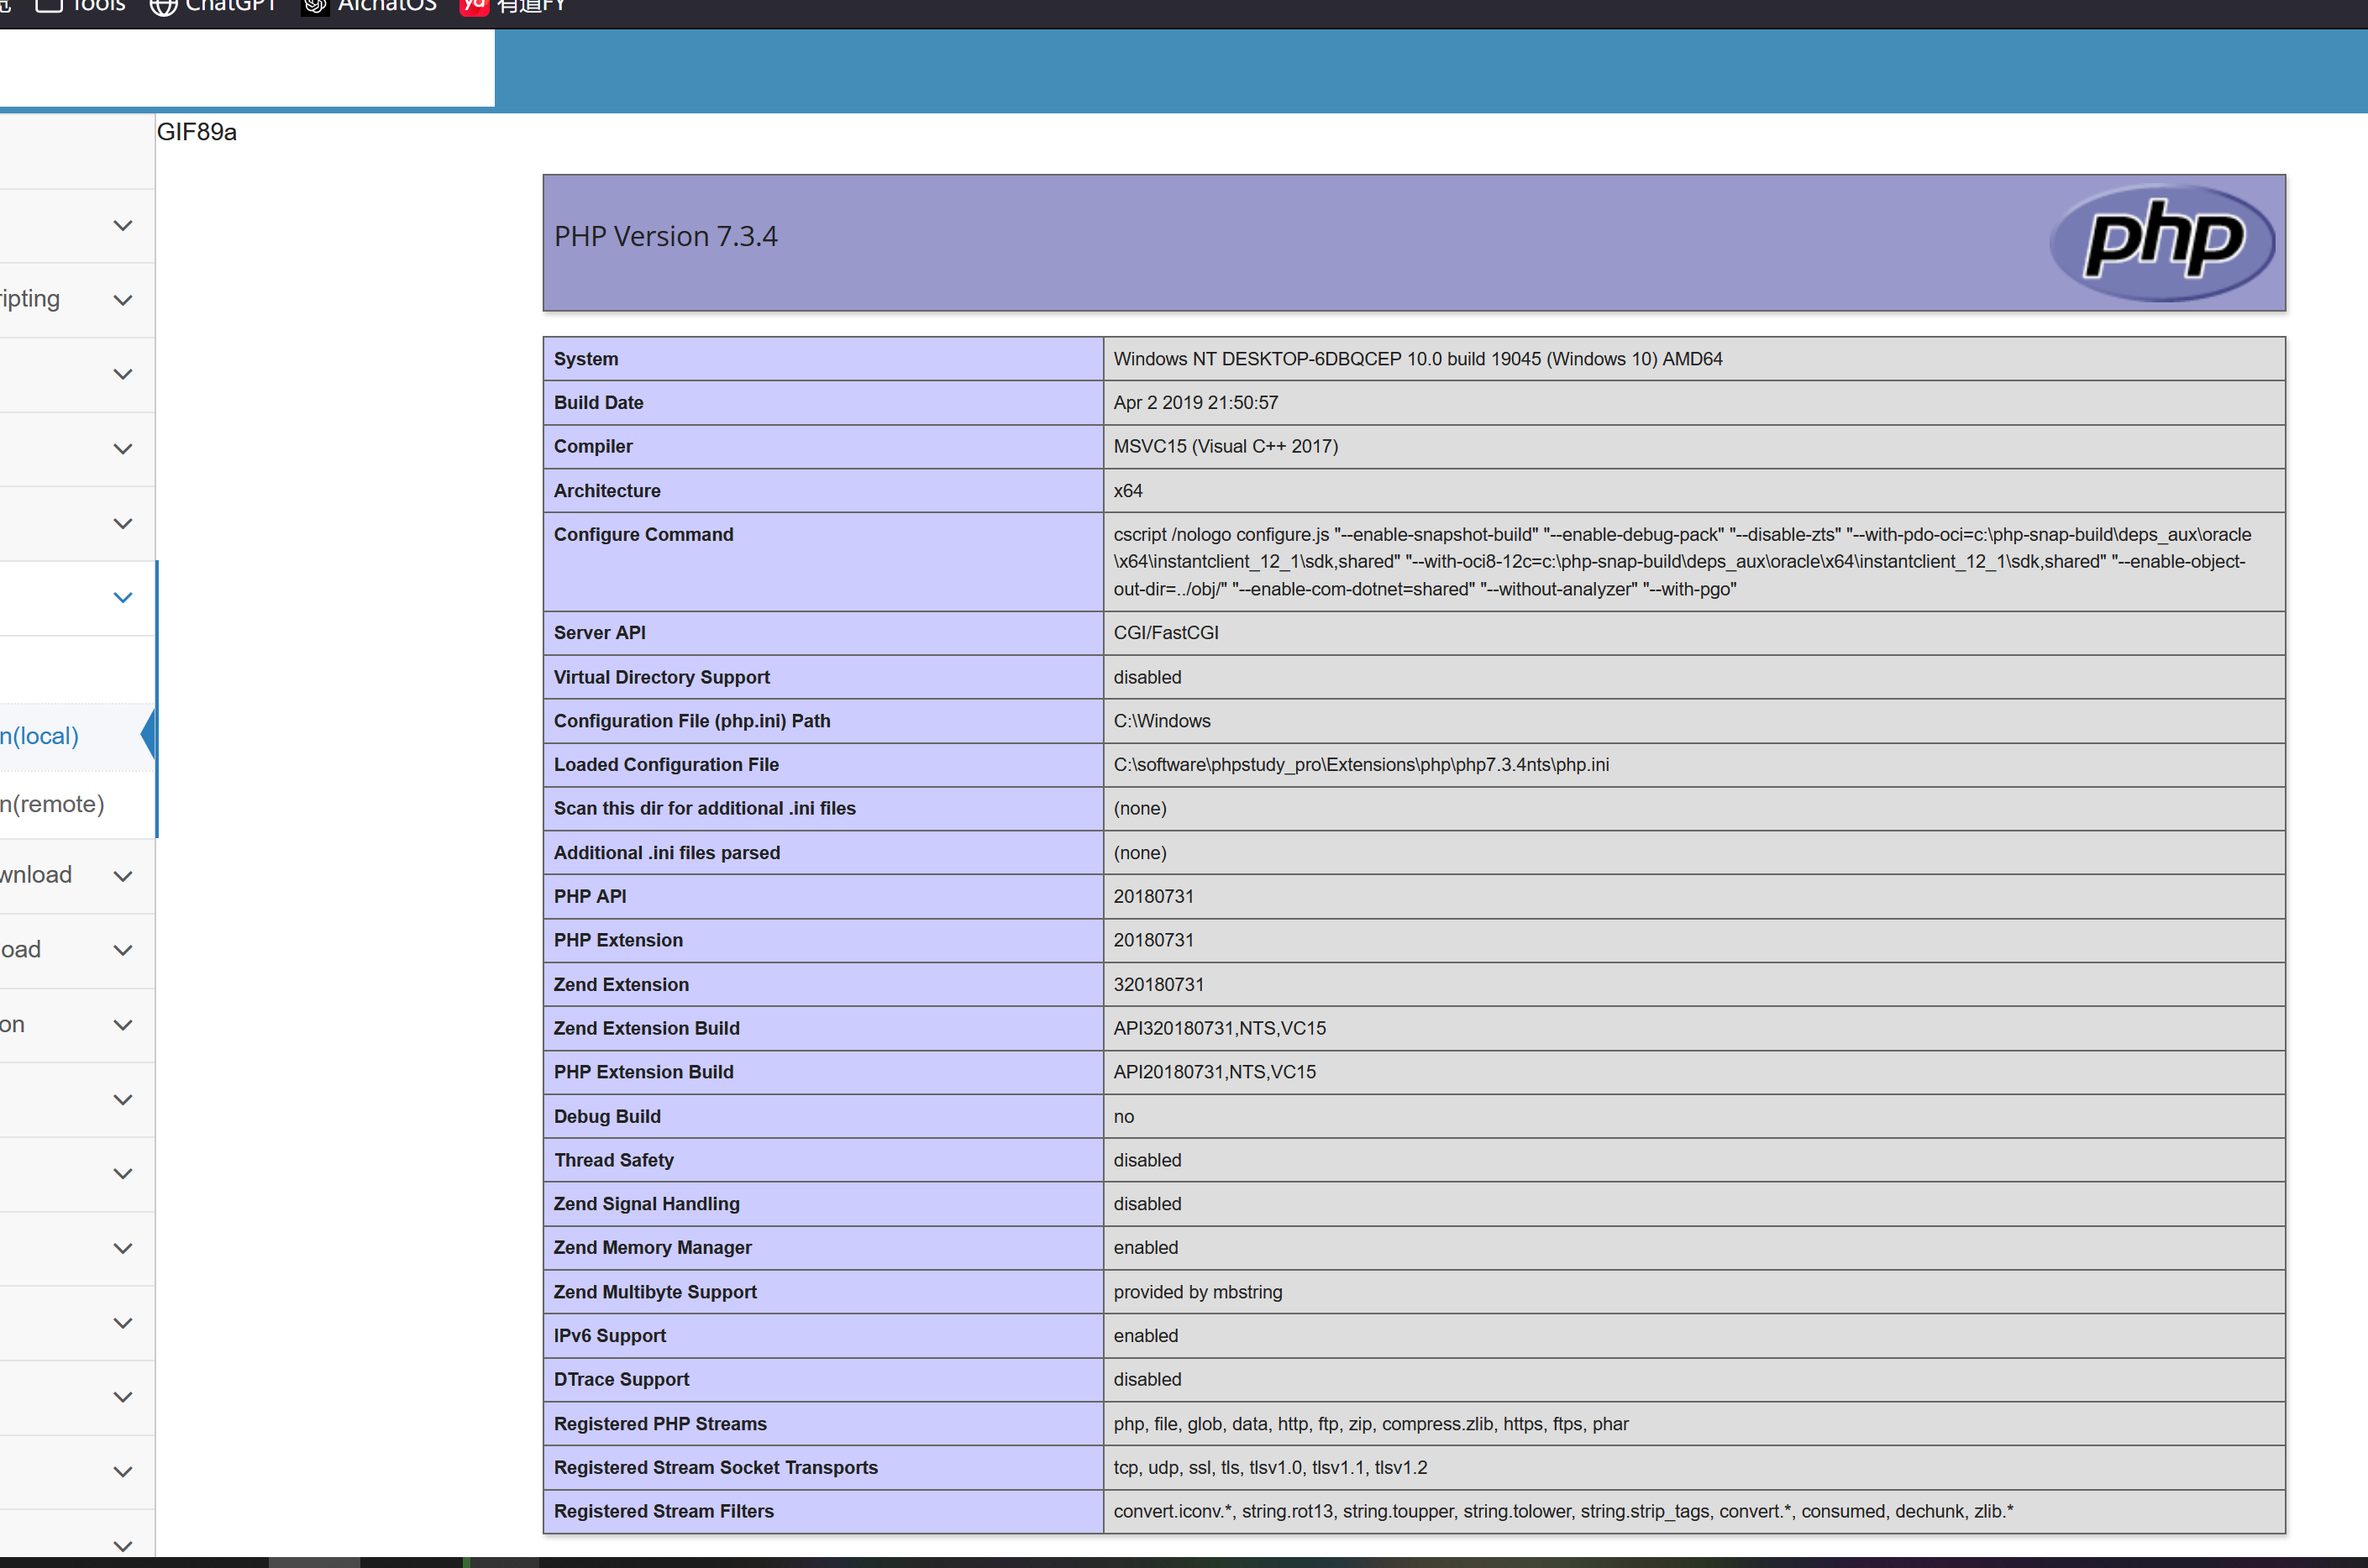 Tools ChatGPT AIchatOS 有道FY
GIF89a
PHP Version 7.3.4
php
System Windows NT DESKTOP-6DBQCEP 10.0 build 19045 (Windows 10) AMD64
Build Date Apr 2 2019 21:50:57
Compiler MSVC15 (Visual C++ 2017)
Architecture x64
Configure Command cscript /nologo configure.js "--enable-snapshot-build" "--enable-debug-pack" "--disable-zts" "--with-pdo-oci=c:\php-snap-build\deps_aux\oracle
\x64\instantclient_12_1\sdk,shared" "--with-oci8-12c=c:\php-snap-build\deps_aux\oracle\x64\instantclient_12_1\sdk,shared" "--enable-object-
out-dir=../obj/" "--enable-com-dotnet=shared" "--without-analyzer" "--with-pgo"
Server API CGI/FastCGI
Virtual Directory Support disabled
Configuration File (php.ini) Path C:\Windows
Loaded Configuration File C:\software\phpstudy_pro\Extensions\php\php7.3.4nts\php.ini
Scan this dir for additional .ini files (none)
Additional .ini files parsed (none)
PHP API 20180731
PHP Extension 20180731
Zend Extension 320180731
Zend Extension Build API320180731,NTS,VC15
PHP Extension Build API20180731,NTS,VC15
Debug Build no
Thread Safety disabled
Zend Signal Handling disabled
Zend Memory Manager enabled
Zend Multibyte Support provided by mbstring
IPv6 Support enabled
DTrace Support disabled
Registered PHP Streams php, file, glob, data, http, ftp, zip, compress.zlib, https, ftps, phar
Registered Stream Socket Transports tcp, udp, ssl, tls, tlsv1.0, tlsv1.1, tlsv1.2
Registered Stream Filters convert.iconv.*, string.rot13, string.toupper, string.tolower, string.strip_tags, convert.*, consumed, dechunk, zlib.*
ripting
n(local)
n(remote)
wnload
oad
on